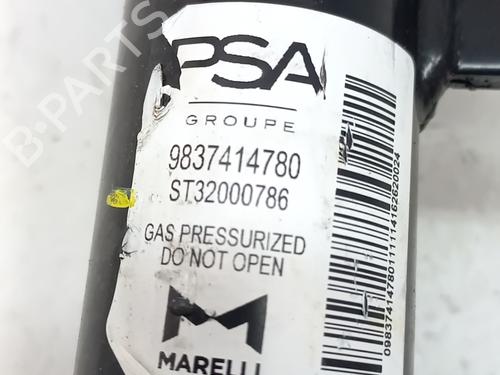 PSA
GROUPE
9837414780
ST32000786
GAS PRESSURIZED
DO NOT OPEN
MARELLI
B-PARTS